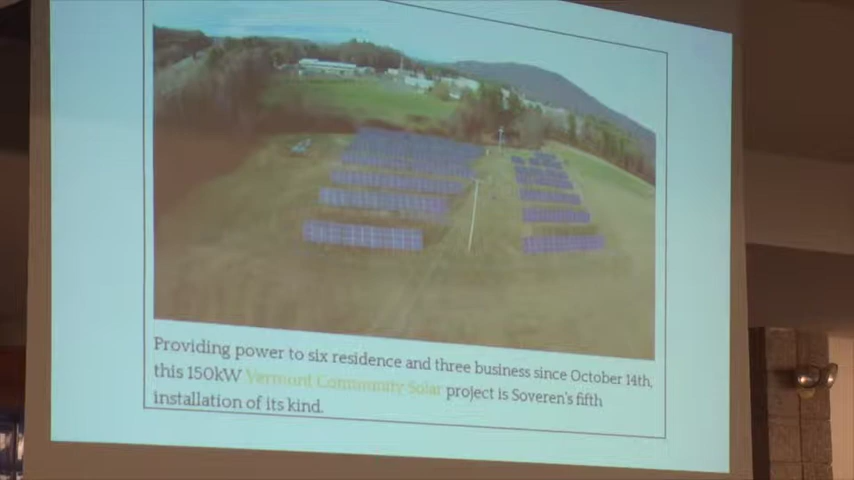 Providing power to six residence and three business since October 14th,
this 150kW Vermont Community Solar project is Soveren's fifth
installation of its kind.